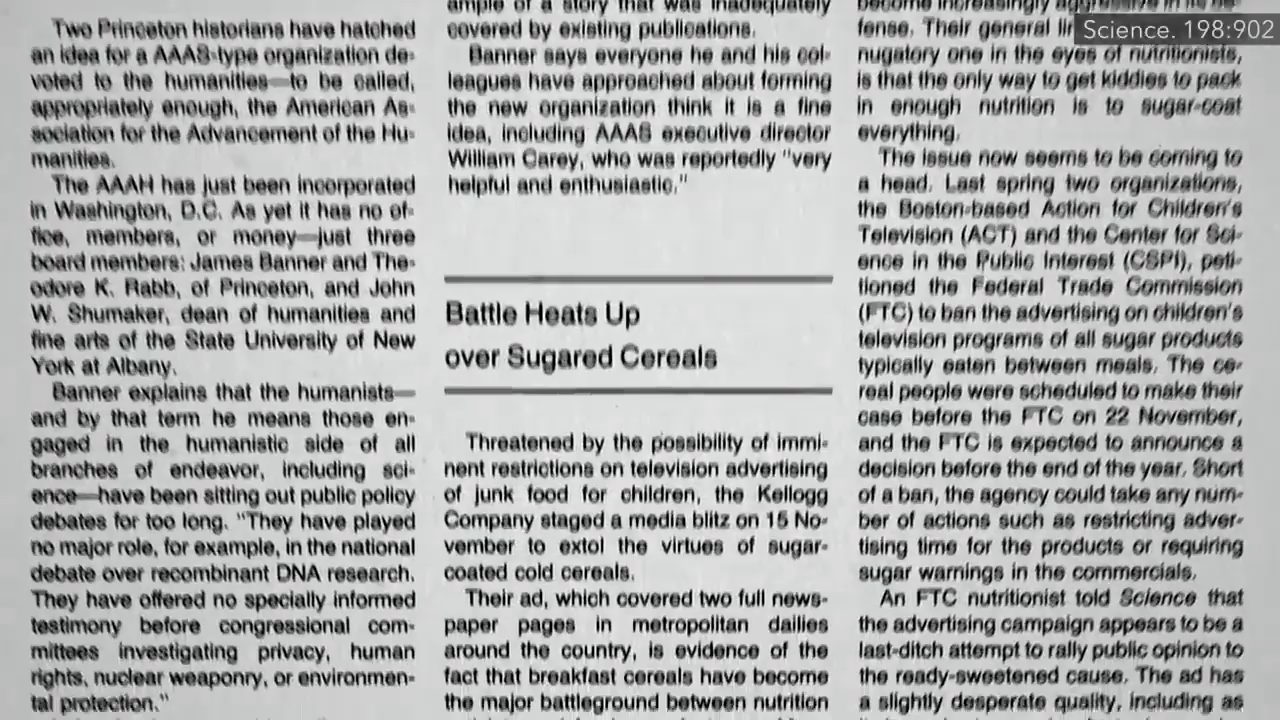 Two Princeton historians have hatched
an idea for a AAAS-type organization de-
voted to the humanities—to be called,
appropriately enough, the American As-
sociation for the Advancement of the Hu-
manities.
The AAAH has just been incorporated
in Washington, D.C. As yet it has no of-
fice, members, or money—just three
board members: James Banner and The-
odore K. Rabb, of Princeton, and John
W. Shumaker, dean of humanities and
fine arts of the State University of New
York at Albany.
Banner explains that the humanists—
and by that term he means those en-
gaged in the humanistic side of all
branches of endeavor, including sci-
ence—have been sitting out public policy
debates for too long. "They have played
no major role, for example, in the national
debate over recombinant DNA research.
They have offered no specially informed
testimony before congressional com-
mittees investigating privacy, human
rights, nuclear weaponry, or environmen-
tal protection."
ample of a story that was inadequately
covered by existing publications.
Banner says everyone he and his col-
leagues have approached about forming
the new organization think it is a fine
idea, including AAAS executive director
William Carey, who was reportedly "very
helpful and enthusiastic."
Battle Heats Up
over Sugared Cereals
Threatened by the possibility of immi-
nent restrictions on television advertising
of junk food for children, the Kellogg
Company staged a media blitz on 15 No-
vember to extol the virtues of sugar-
coated cold cereals.
Their ad, which covered two full news-
paper pages in metropolitan dailies
around the country, is evidence of the
fact that breakfast cereals have become
the major battleground between nutrition
become increasingly aggressive in its de-
fense. Their general
nugatory one in the eyes of nutritionists,
is that the only way to get kiddies to pack
in enough nutrition is to sugar-coat
everything.
The issue now seems to be coming to
a head. Last spring two organizations,
the Boston-based Action for Children's
Television (ACT) and the Center for Sci-
ence in the Public Interest (CSPI), peti-
tioned the Federal Trade Commission
(FTC) to ban the advertising on children's
television programs of all sugar products
typically eaten between meals. The ce-
real people were scheduled to make their
case before the FTC on 22 November,
and the FTC is expected to announce a
decision before the end of the year. Short
of a ban, the agency could take any num-
ber of actions such as restricting adver-
tising time for the products or requiring
sugar warnings in the commercials.
An FTC nutritionist told Science that
the advertising campaign appears to be a
last-ditch attempt to rally public opinion to
the ready-sweetened cause. The ad has
a slightly desperate quality, including as
Science. 198:902